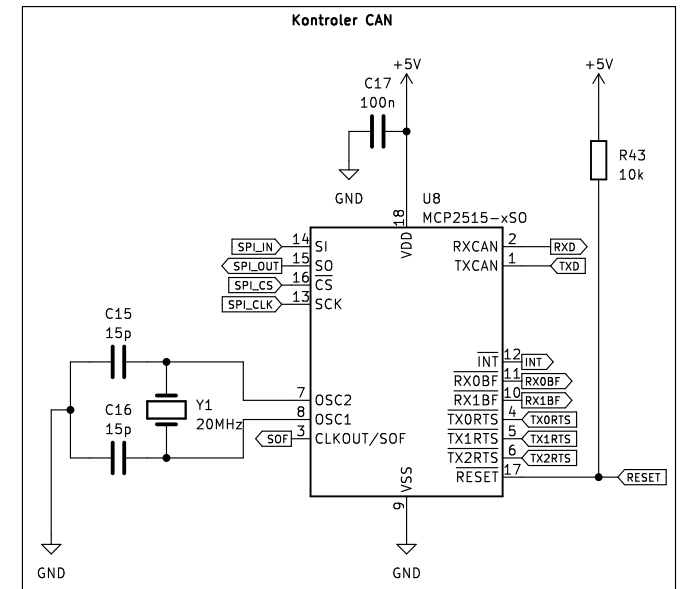 Kontroler CAN
+5V
+5V
C17
100n
R43
10k
GND
U8
MCP2515-xSO
18
VDD
SPI_IN
14
SI
RXCAN
2
RXD
SPI_OUT
15
SO
TXCAN
1
TXD
SPI_CS
16
CS
SPI_CLK
13
SCK
C15
15p
INT
12
INT
RX0BF
11
RX0BF
7
OSC2
RX1BF
10
RX1BF
C16
15p
Y1
20MHz
8
OSC1
TX0RTS
4
TX0RTS
SOF
3
CLKOUT/SOF
TX1RTS
5
TX1RTS
TX2RTS
6
TX2RTS
RESET
17
RESET
VSS
9
GND
GND